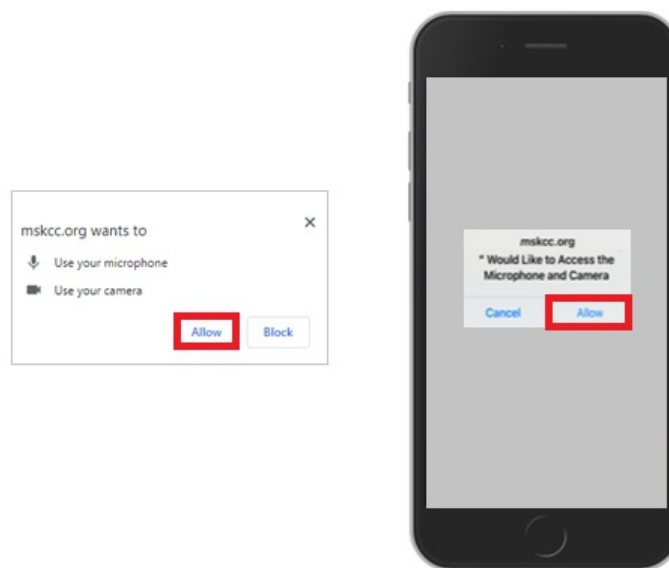 mskcc.org wants to
Use your microphone
Use your camera
Allow
Block
.mskcc.org
" Would Like to Access the
Microphone and Camera
Cancel
Allow